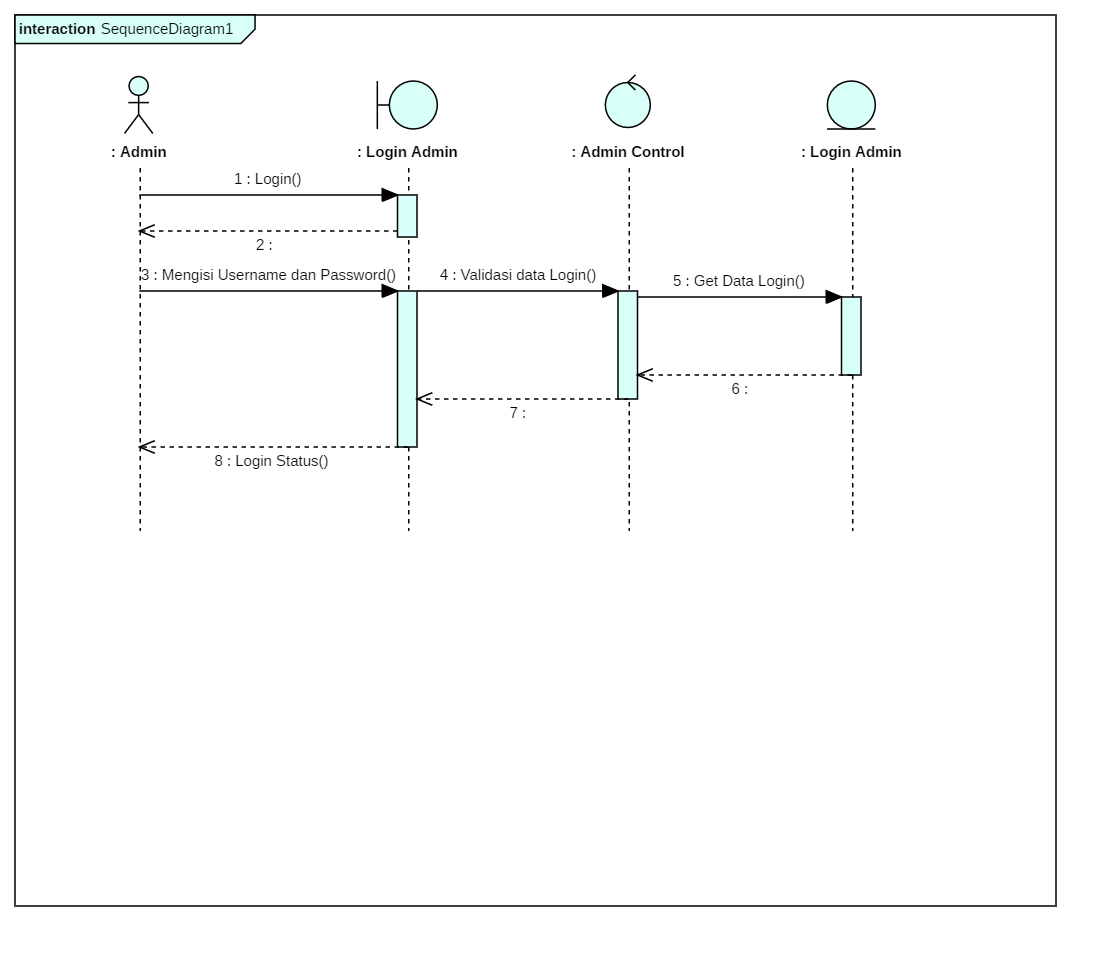 interaction SequenceDiagram1
: Admin
: Login Admin
: Admin Control
: Login Admin
1 : Login()
2 :
3 : Mengisi Username dan Password()
4 : Validasi data Login()
5 : Get Data Login()
6 :
7 :
8 : Login Status()